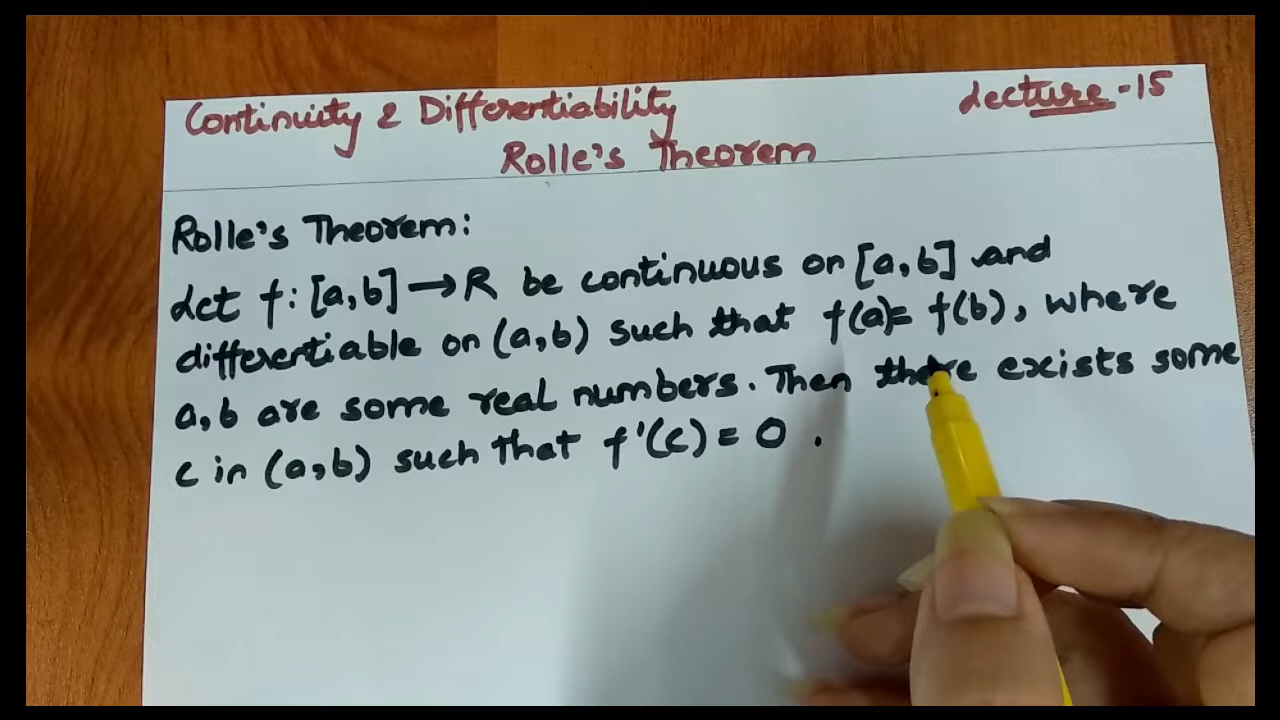 Continuity & Differentiability Lecture-15
Rolle's Theorem
Rolle's Theorem:
Let f: [a,b] → R be continuous on [a,b] and
differentiable on (a,b) such that f(a)= f(b), where
a,b are some real numbers. Then there exists some
c in (a,b) such that f'(c) = 0 .